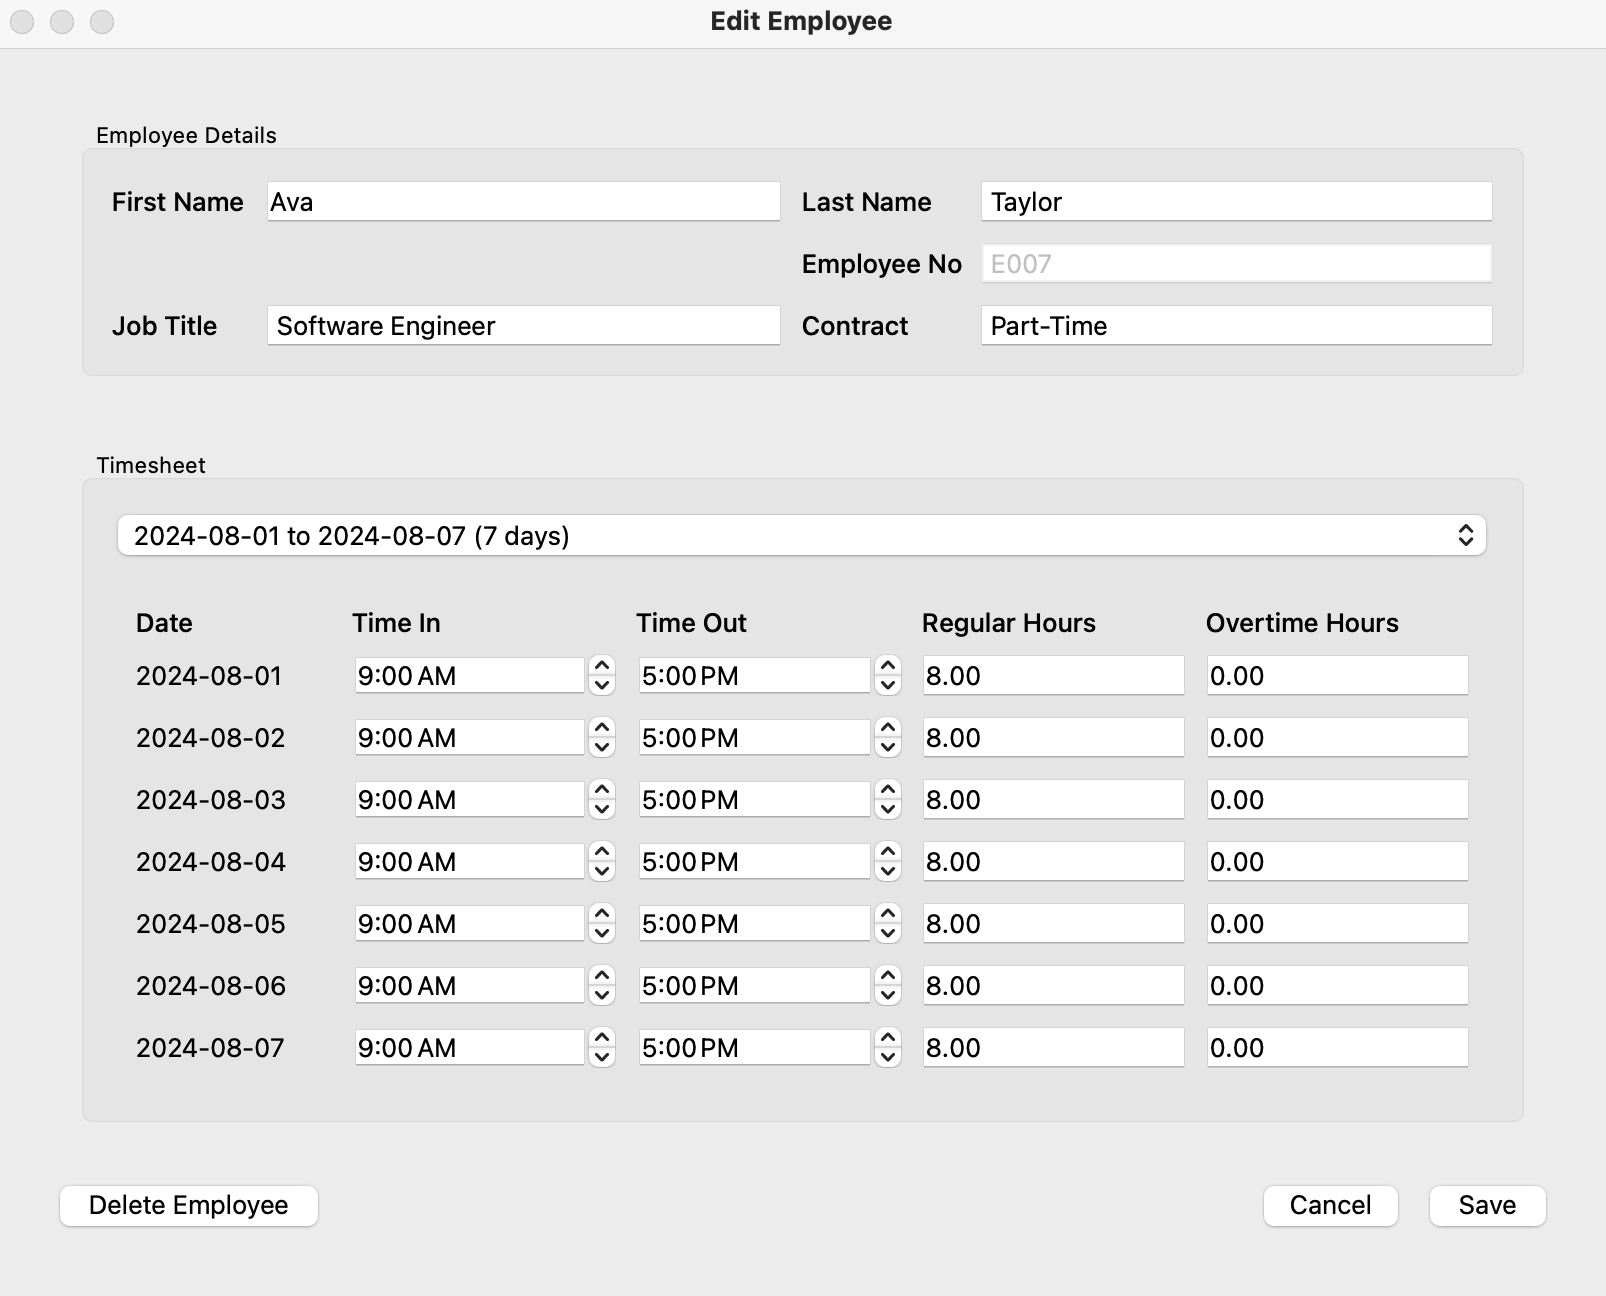 Edit Employee
Employee Details
First Name Ava Last Name Taylor
Employee No E007
Job Title Software Engineer Contract Part-Time
Timesheet
2024-08-01 to 2024-08-07 (7 days)
Date Time In Time Out Regular Hours Overtime Hours
2024-08-01 9:00 AM 5:00 PM 8.00 0.00
2024-08-02 9:00 AM 5:00 PM 8.00 0.00
2024-08-03 9:00 AM 5:00 PM 8.00 0.00
2024-08-04 9:00 AM 5:00 PM 8.00 0.00
2024-08-05 9:00 AM 5:00 PM 8.00 0.00
2024-08-06 9:00 AM 5:00 PM 8.00 0.00
2024-08-07 9:00 AM 5:00 PM 8.00 0.00
Delete Employee Cancel Save